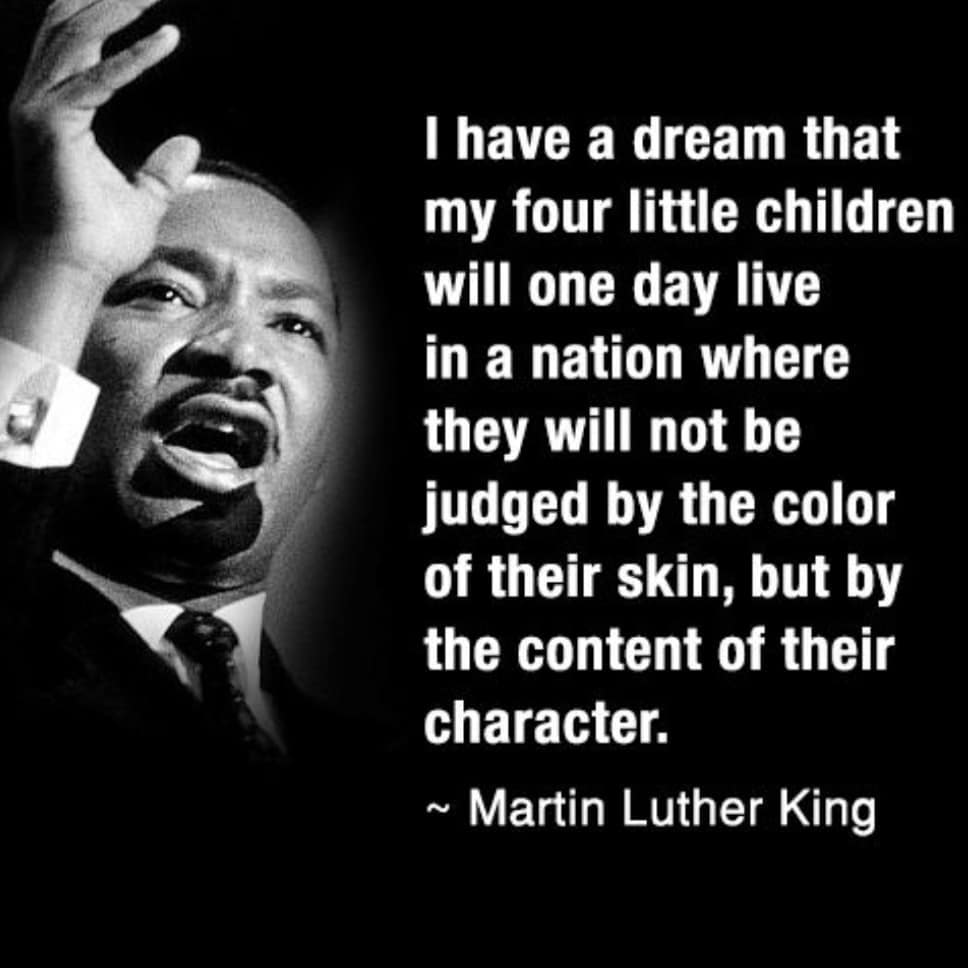 I have a dream that
my four little children
will one day live
in a nation where
they will not be
judged by the color
of their skin, but by
the content of their
character.
~ Martin Luther King